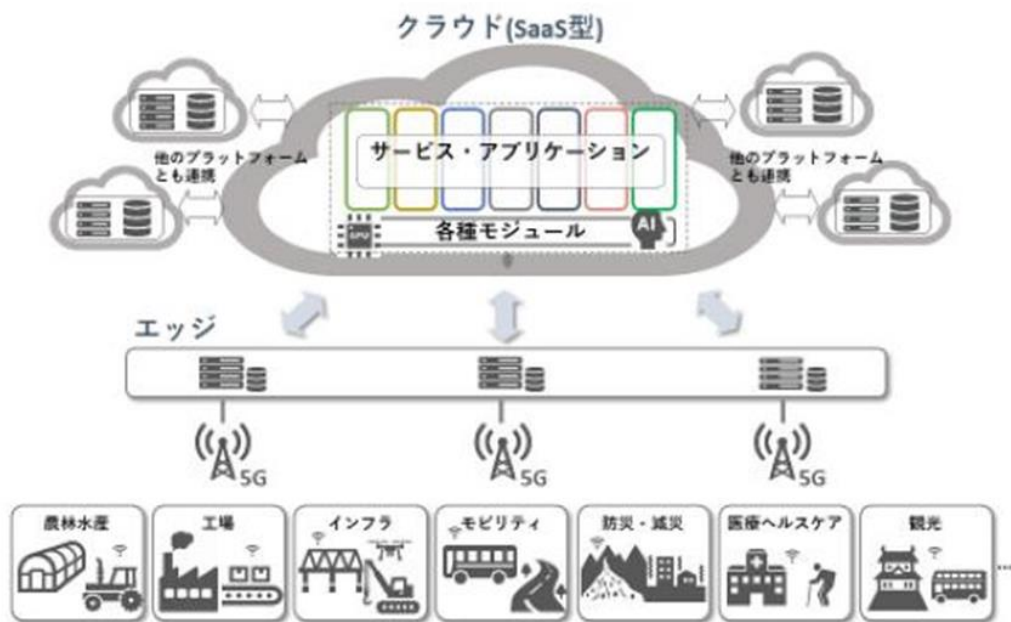 クラウド(SaaS型)
他のプラットフォーム
とも連携
他のプラットフォーム
とも連携
サービス・アプリケーション
各種モジュール
AI
エッジ
5G
5G
5G
農林水産
工場
インフラ
モビリティ
防災・減災
医療ヘルスケア
観光
…